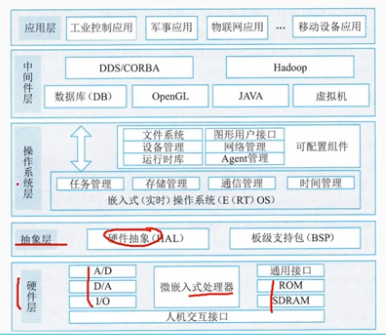 应用层 工业控制应用 军事应用 物联网应用 … 移动设备应用
中间件层
DDS/CORBA Hadoop
数据库(DB) OpenGL JAVA 虚拟机
操作系统层
文件系统 图形用户接口
设备管理 网络管理 可配置组件
运行时库 Agent管理
任务管理 存储管理 通信管理 时间管理
嵌入式(实时)操作系统(E(RT)OS)
抽象层 硬件抽象(HAL) 板级支持包(BSP)
硬件层
A/D 通用接口
D/A 微嵌入式处理器 ROM
I/O SDRAM
人机交互接口